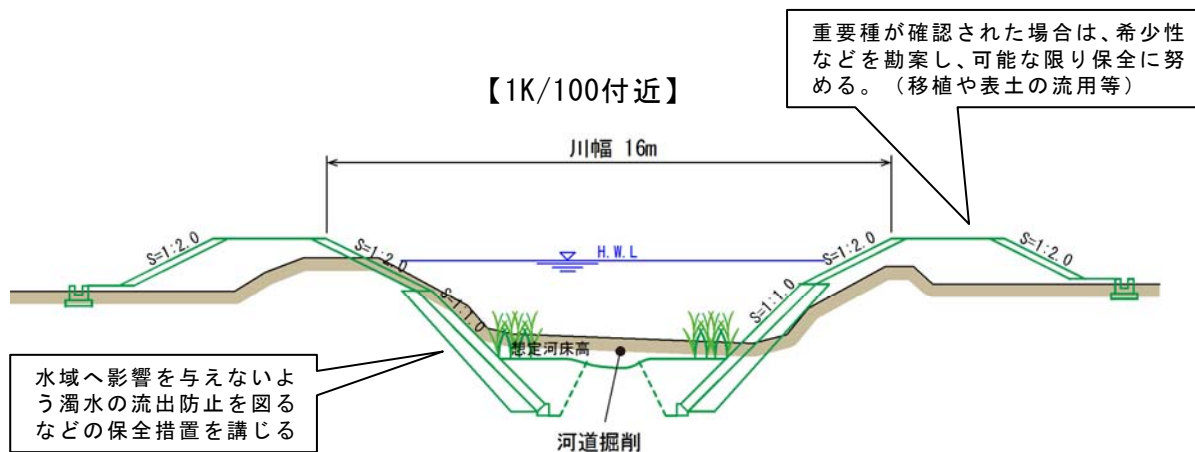 重要種が確認された場合は、希少性
などを勘案し、可能な限り保全に努
める。（移植や表土の流用等）
【1K/100付近】
川幅 16m
S=1:2.0
S=1:2.0
H.W.L
S=1:2.0
S=1:2.0
S=1:1.0
S=1:1.0
想定河床高
水域へ影響を与えないよ
う濁水の流出防止を図る
などの保全措置を講じる
河道掘削